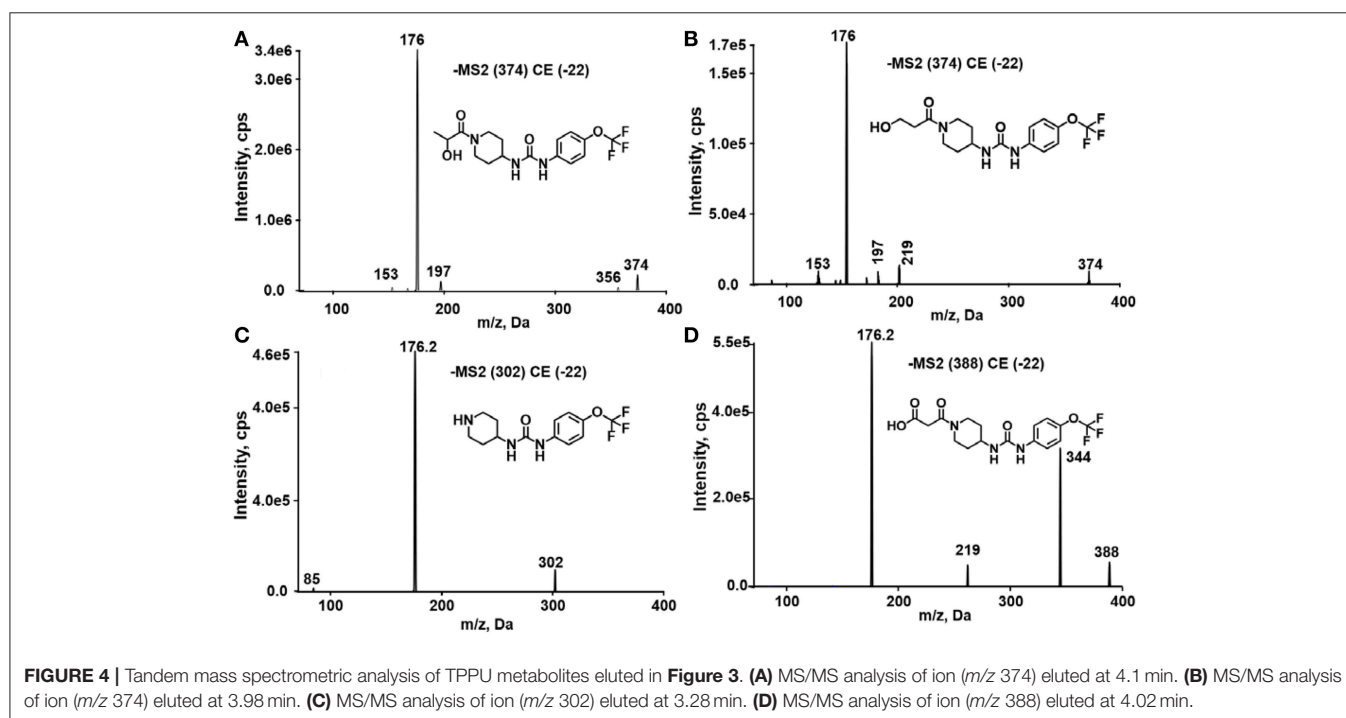 A
3.4e6
3.0e6
2.0e6
1.0e6
0.0
Intensity, cps
176
-MS2 (374) CE (-22)
O
N
OH
N
H
O
N
H
O
F
F
F
153
197
356
374
100
200
300
400
m/z, Da
B
1.7e5
1.5e5
1.0e5
5.0e4
0.0
Intensity, cps
176
-MS2 (374) CE (-22)
HO
O
N
N
H
O
N
H
O
F
F
F
153
197
219
374
100
200
300
400
m/z, Da
C
4.6e5
4.0e5
4.0e5
0.0
Intensity, cps
176.2
-MS2 (302) CE (-22)
HN
N
H
O
N
H
O
F
F
F
85
302
100
200
300
400
m/z, Da
D
5.5e5
4.0e5
2.0e5
0.0
Intensity, cps
176.2
-MS2 (388) CE (-22)
O
O
HO
N
N
H
O
N
H
O
F
F
F
344
219
388
100
200
300
400
m/z, Da
FIGURE 4 | Tandem mass spectrometric analysis of TPPU metabolites eluted in Figure 3. (A) MS/MS analysis of ion (m/z 374) eluted at 4.1 min. (B) MS/MS analysis
of ion (m/z 374) eluted at 3.98 min. (C) MS/MS analysis of ion (m/z 302) eluted at 3.28 min. (D) MS/MS analysis of ion (m/z 388) eluted at 4.02 min.